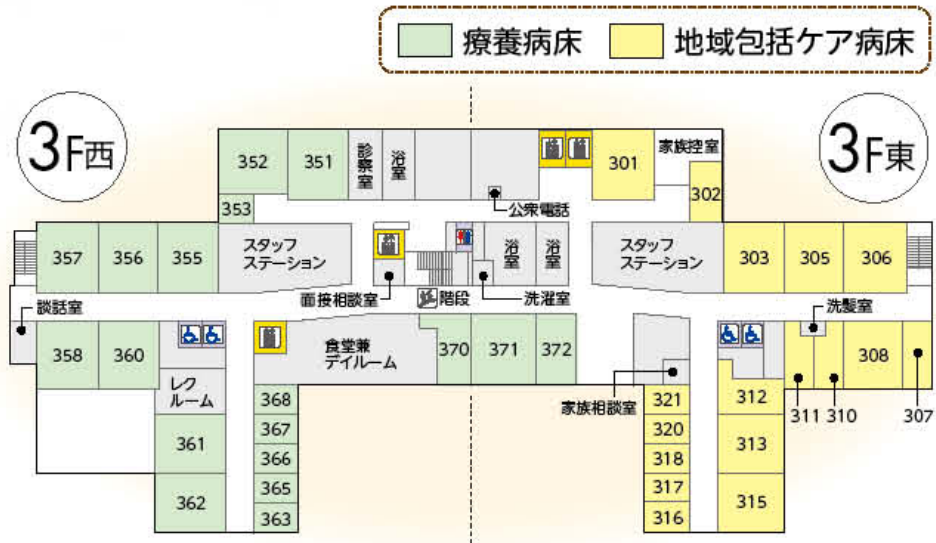 療養病床
地域包括ケア病床
3F西
3F東
352
351
診察室
浴室
301
家族控室
302
353
公衆電話
357
356
355
スタッフ
ステーション
浴室
浴室
スタッフ
ステーション
303
305
306
談話室
面接相談室
階段
洗濯室
洗髪室
358
360
食堂兼
デイルーム
370
371
372
308
レク
ルーム
368
家族相談室
321
312
311
310
307
361
367
320
313
366
318
362
365
317
315
363
316